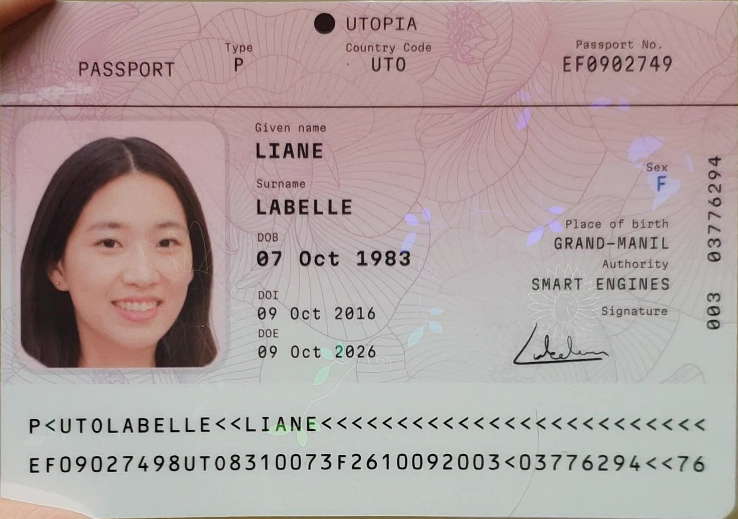 UTOPIA
Type
Country Code
Passport No.
PASSPORT
P
UTO
EF0902749
Given name
LIANE
Surname
LABELLE
DOB
07 Oct 1983
DOI
09 Oct 2016
DOE
09 Oct 2026
Sex
F
Place of birth
GRAND-MANIL
Authority
SMART ENGINES
Signature
003 03776294
P<UTOLABELLE<<LIANE<<<<<<<<<<<<<<<<<<<<<<<<<
EF09027498UTO8310073F2610092003<03776294<<76